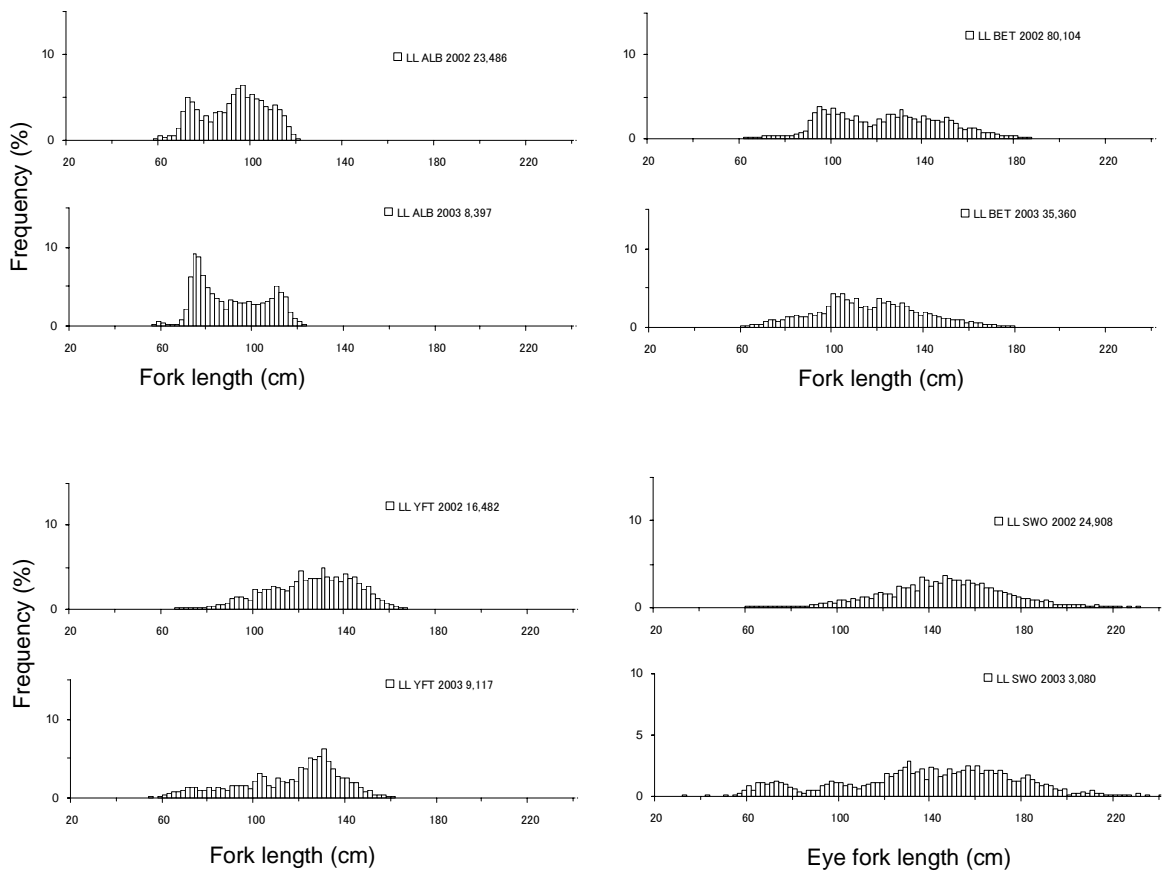 Frequency (%)
10
0
LL ALB 2002 23,486
20 60 100 140 180 220
10
0
LL ALB 2003 8,397
20 60 100 140 180 220
Fork length (cm)
10
0
LL BET 2002 80,104
20 60 100 140 180 220
10
0
LL BET 2003 35,360
20 60 100 140 180 220
Fork length (cm)
Frequency (%)
10
0
LL YFT 2002 16,482
20 60 100 140 180 220
10
0
LL YFT 2003 9,117
20 60 100 140 180 220
Fork length (cm)
10
0
LL SWO 2002 24,908
20 60 100 140 180 220
10
5
0
LL SWO 2003 3,080
20 60 100 140 180 220
Eye fork length (cm)